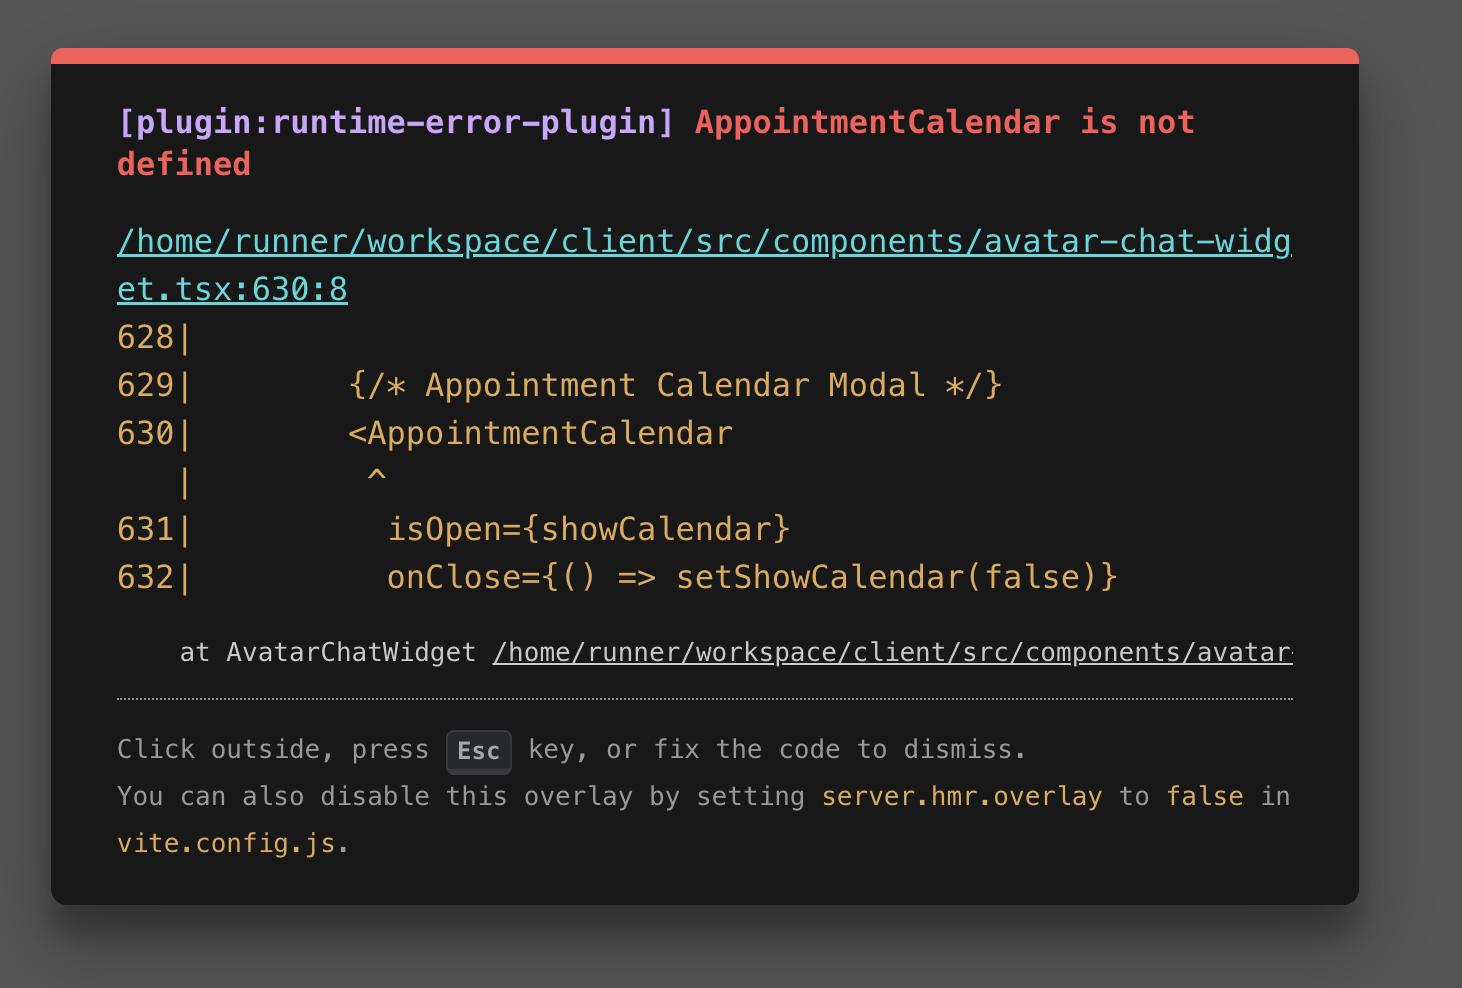 [plugin:runtime-error-plugin] AppointmentCalendar is not
defined
/home/runner/workspace/client/src/components/avatar-chat-widg
et.tsx:630:8
628|
629|        {/* Appointment Calendar Modal */}
630|        <AppointmentCalendar
   |         ^
631|          isOpen={showCalendar}
632|          onClose={() => setShowCalendar(false)}
at AvatarChatWidget /home/runner/workspace/client/src/components/avatar-
Click outside, press Esc key, or fix the code to dismiss.
You can also disable this overlay by setting server.hmr.overlay to false in
vite.config.js.